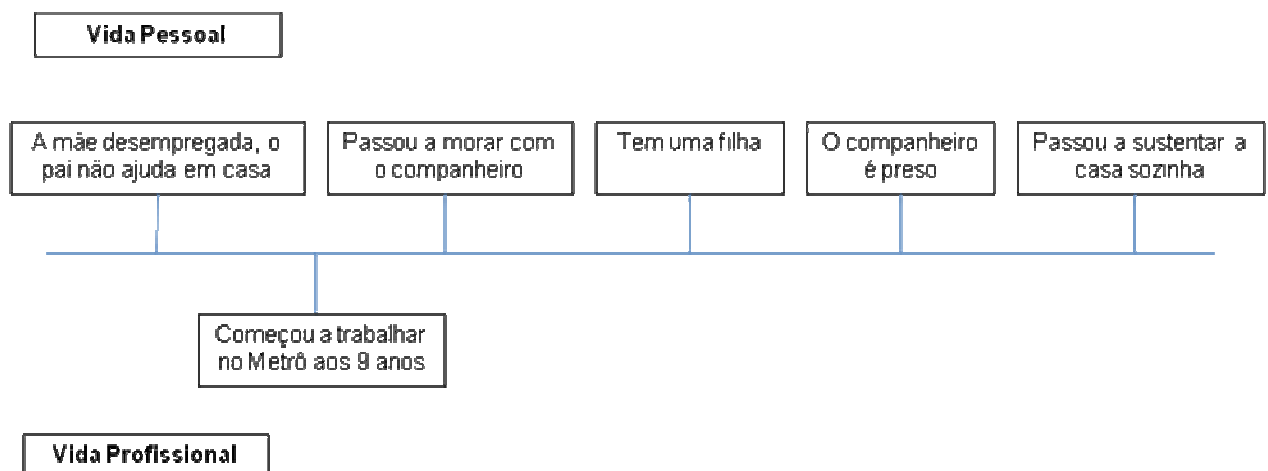 Vida Pessoal
A mãe desempregada, o
pai não ajuda em casa
Passou a morar com
o companheiro
Tem uma filha
O companheiro
é preso
Passou a sustentar a
casa sozinha
Começou a trabalhar
no Metrô aos 9 anos
Vida Profissional